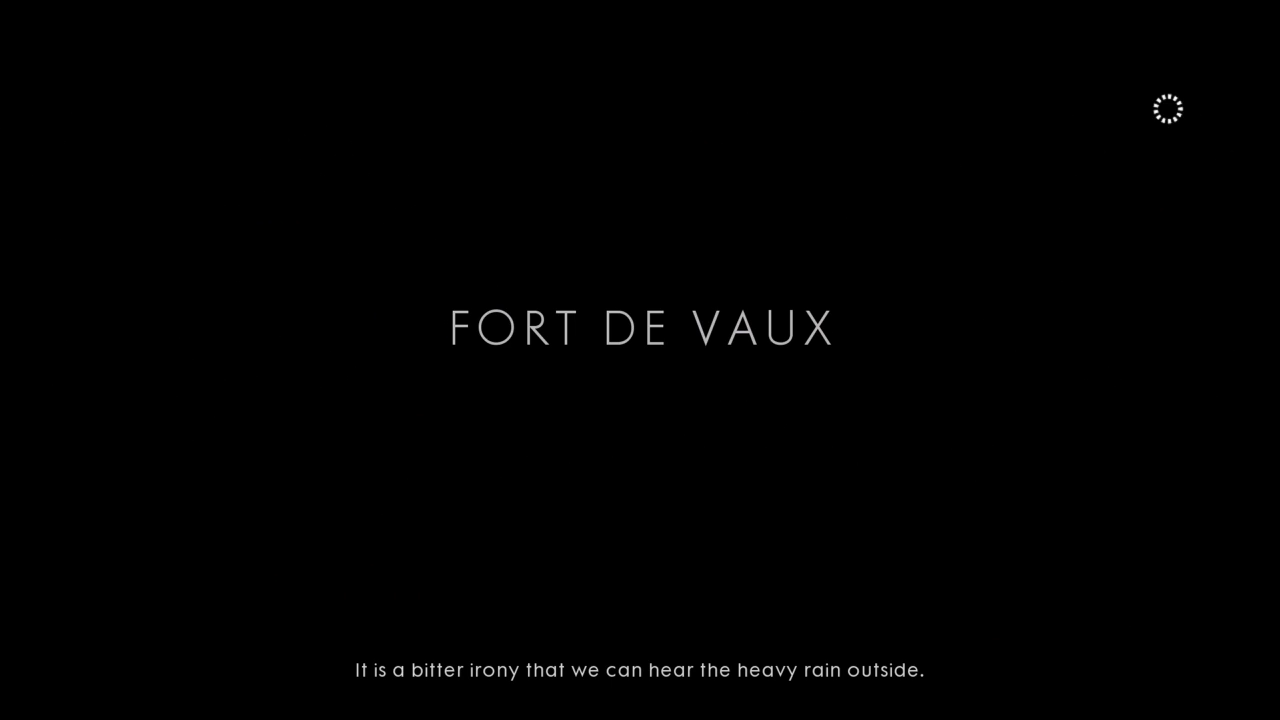 FORT DE VAUX
It is a bitter irony that we can hear the heavy rain outside.